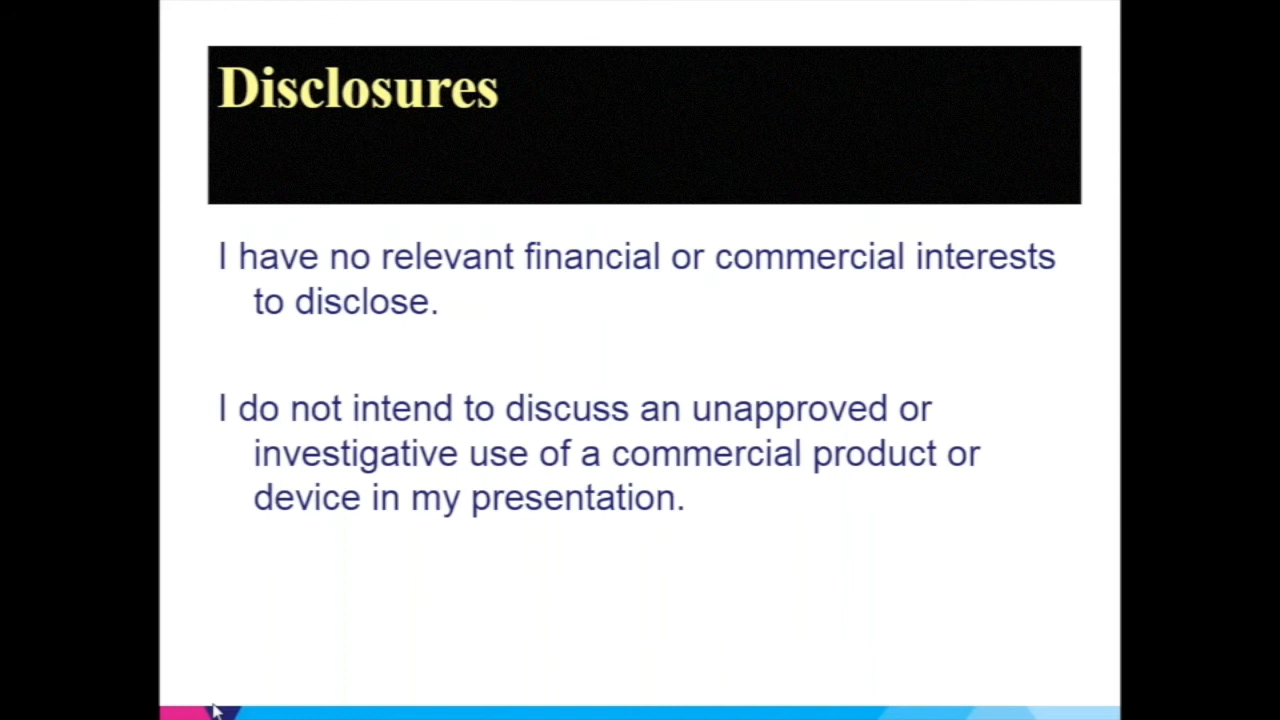 Disclosures
I have no relevant financial or commercial interests
to disclose.
I do not intend to discuss an unapproved or
investigative use of a commercial product or
device in my presentation.